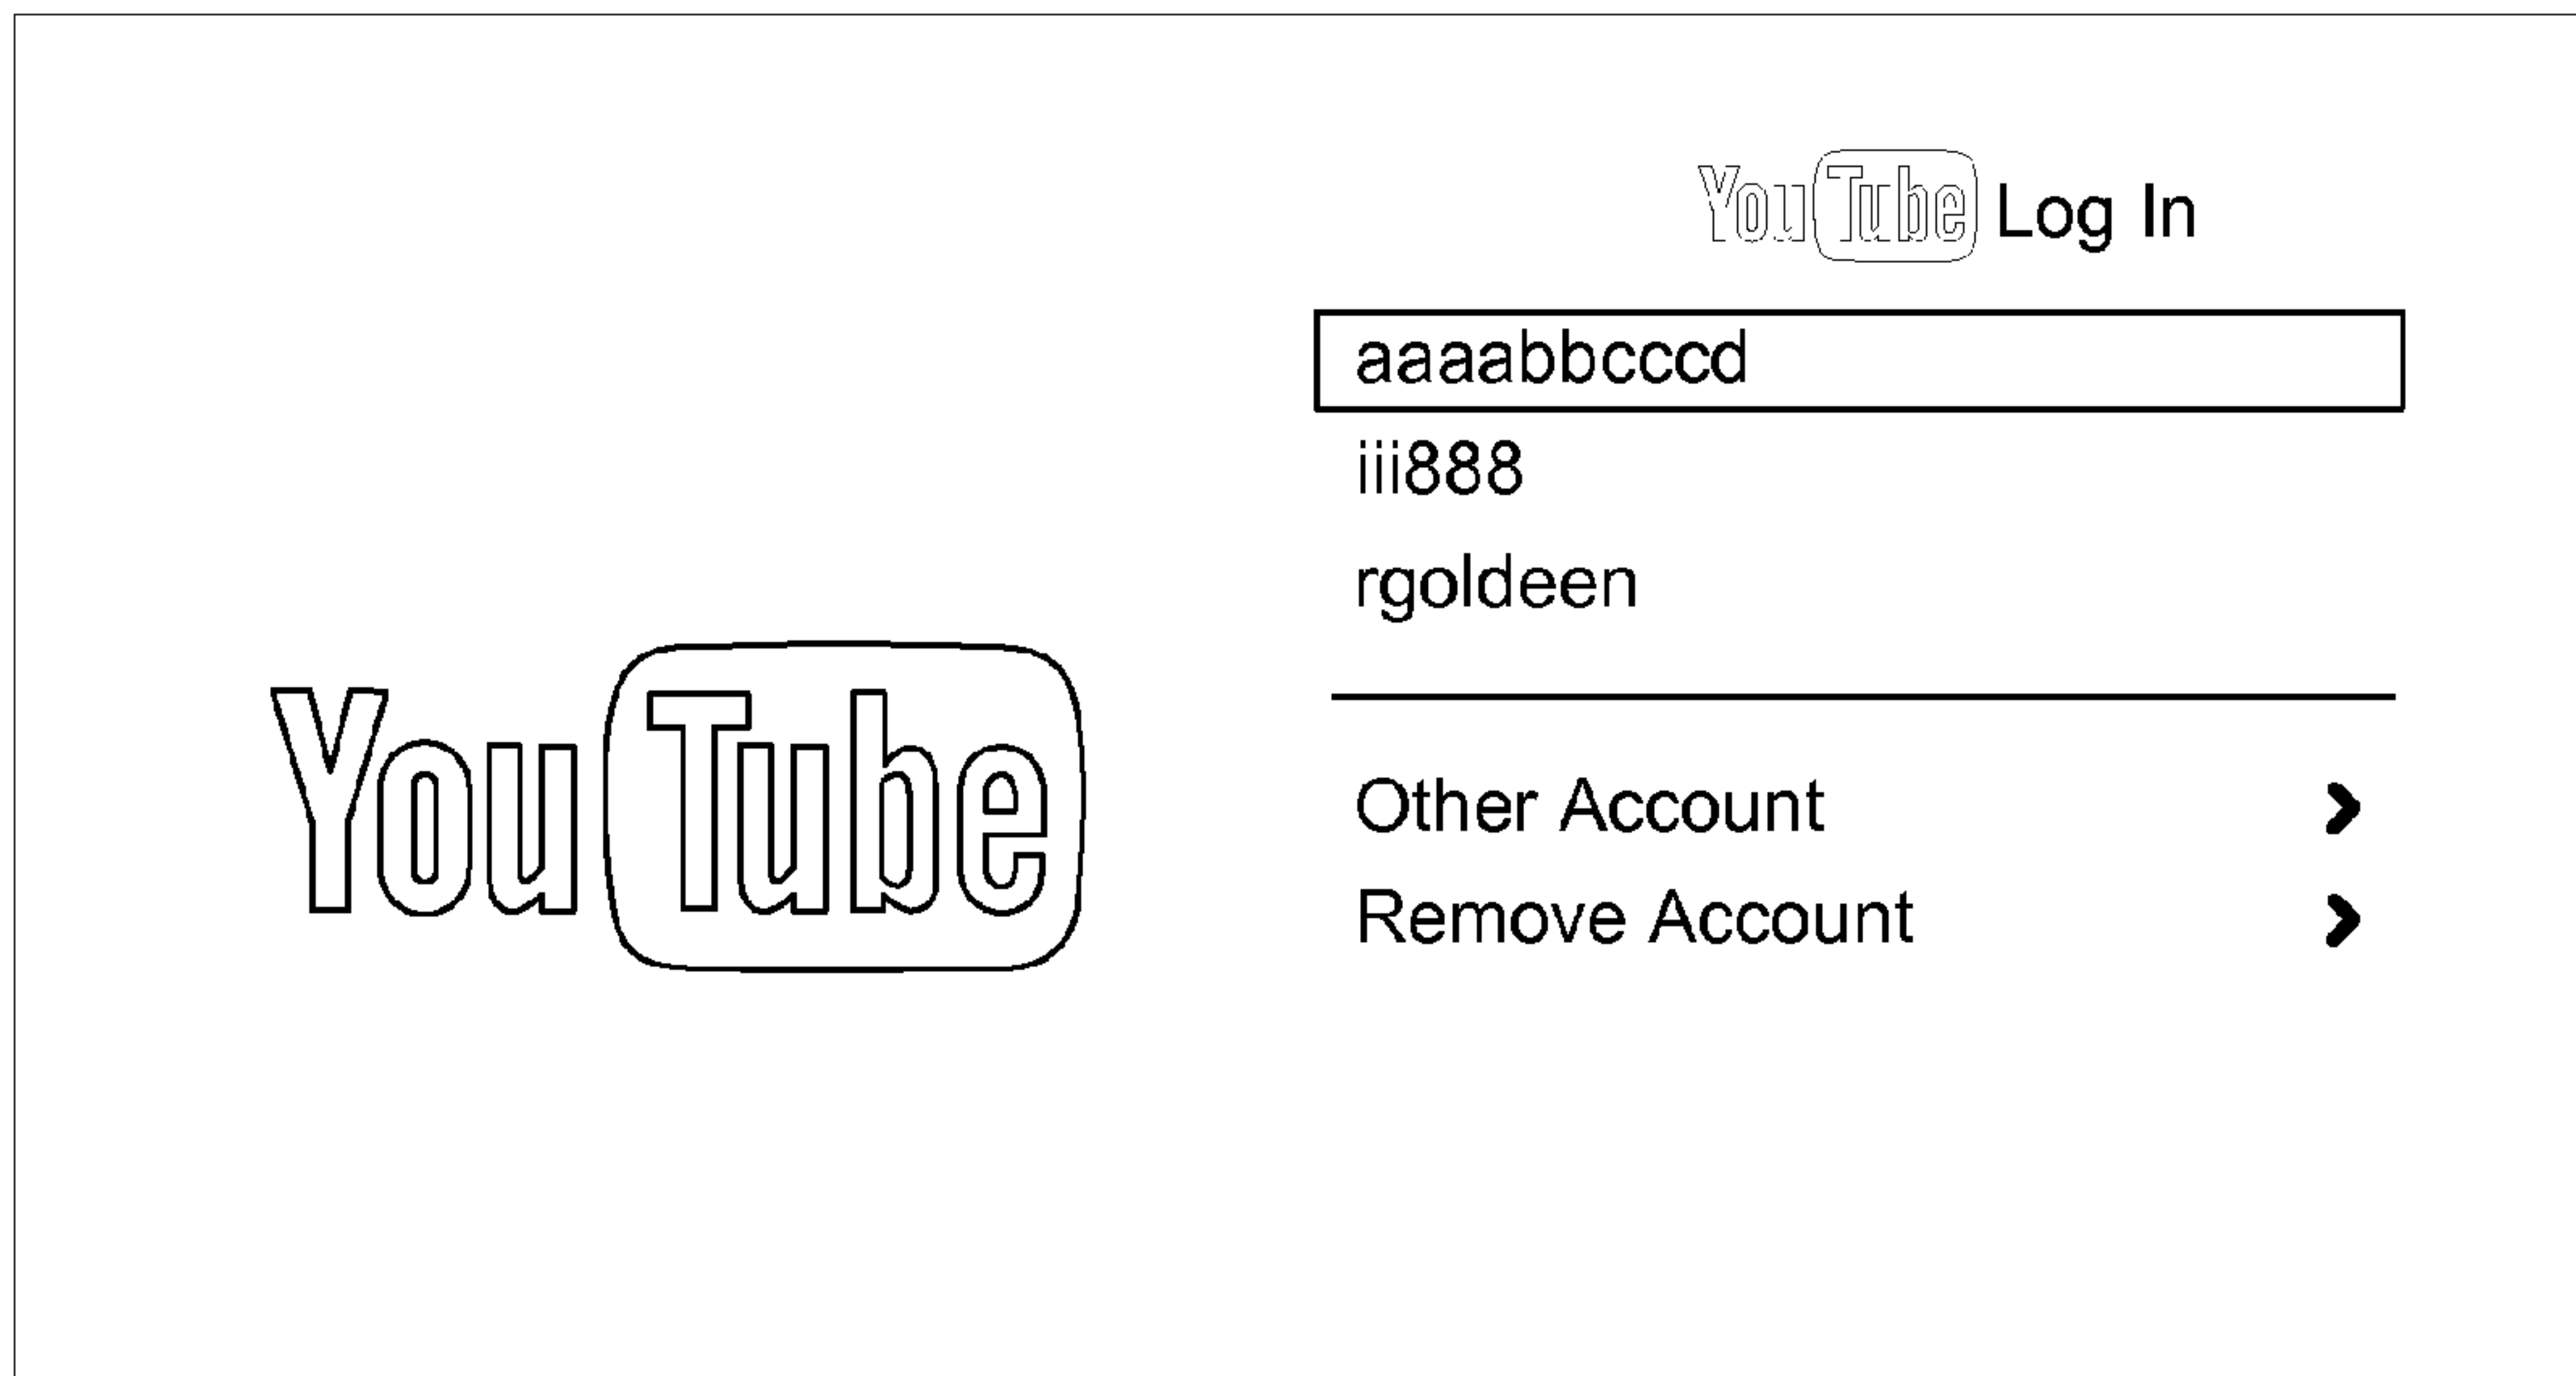 YouTube Log In
aaaabbcccd
iii888
rgoldeen
YouTube
Other Account
Remove Account